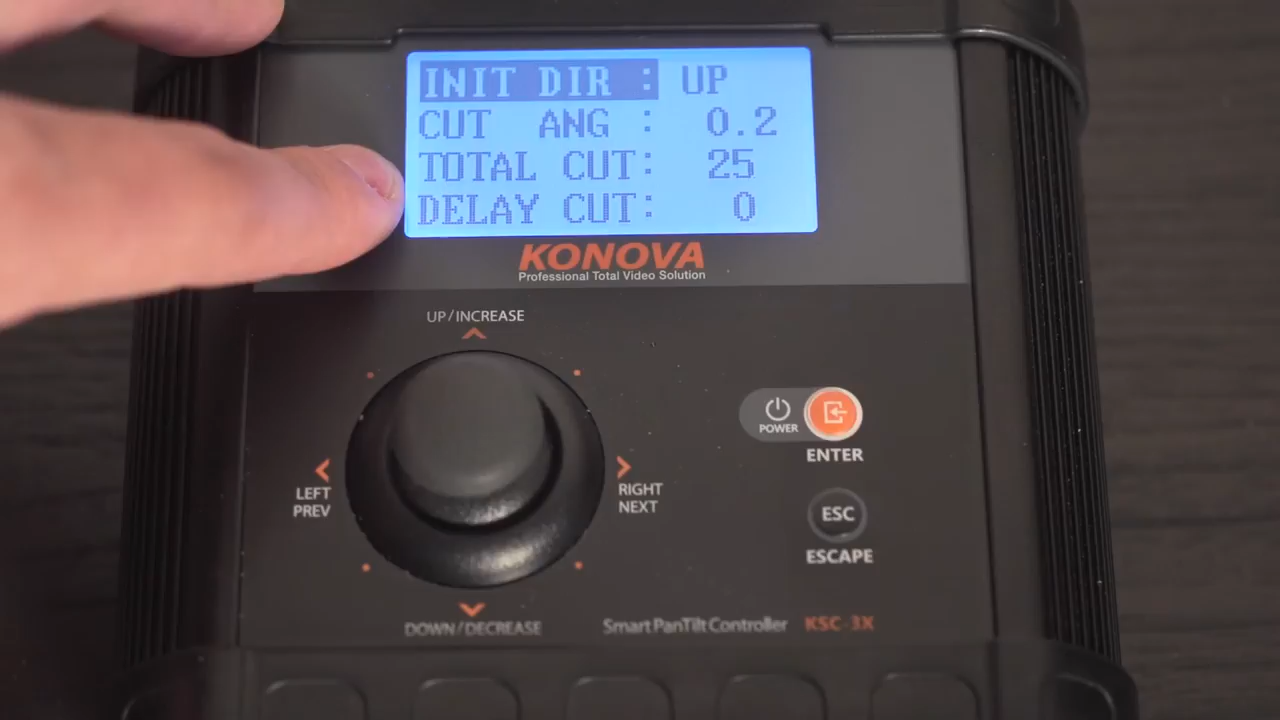 INIT DIR : UP
CUT ANG : 0.2
TOTAL CUT: 25
DELAY CUT: 0
KONOVA
Professional Total Video Solution
UP/INCREASE
POWER
ENTER
LEFT
PREV
RIGHT
NEXT
ESC
ESCAPE
DOWN/DECREASE
Smart PanTilt Controller KSC-3X